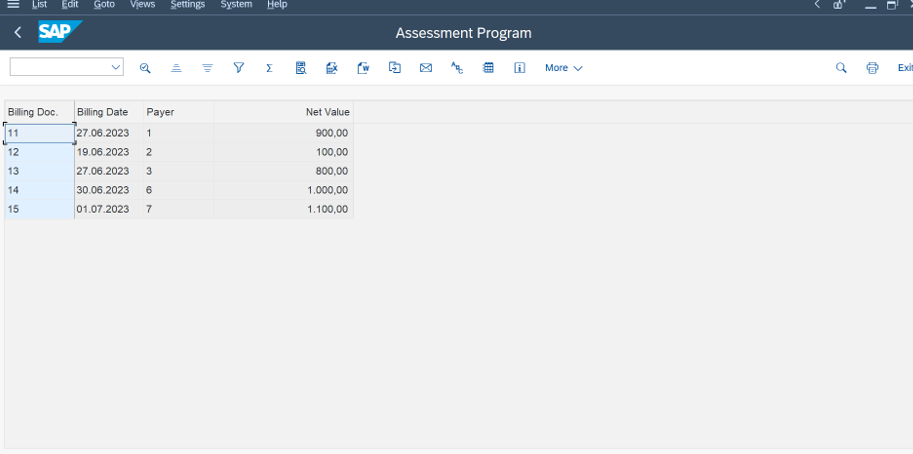 List Edit Goto Views Settings System Help
SAP Assessment Program
More Exit
Billing Doc. Billing Date Payer Net Value
11 27.06.2023 1 900,00
12 19.06.2023 2 100,00
13 27.06.2023 3 800,00
14 30.06.2023 6 1.000,00
15 01.07.2023 7 1.100,00